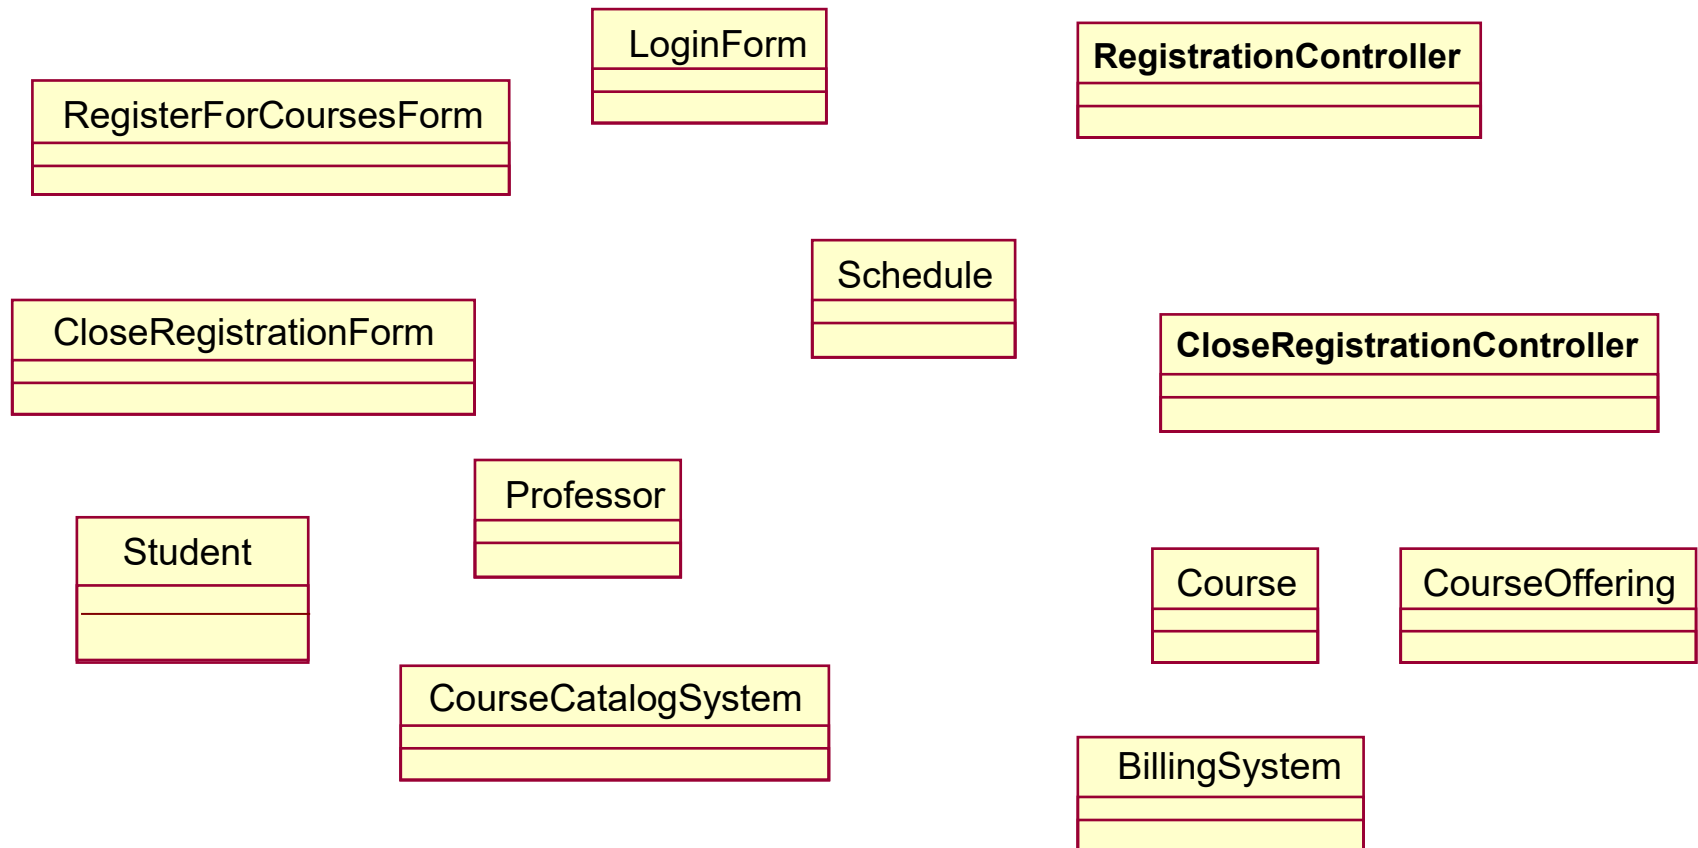 LoginForm
RegistrationController
RegisterForCoursesForm
Schedule
CloseRegistrationForm
CloseRegistrationController
Professor
Student
Course
CourseOffering
CourseCatalogSystem
BillingSystem